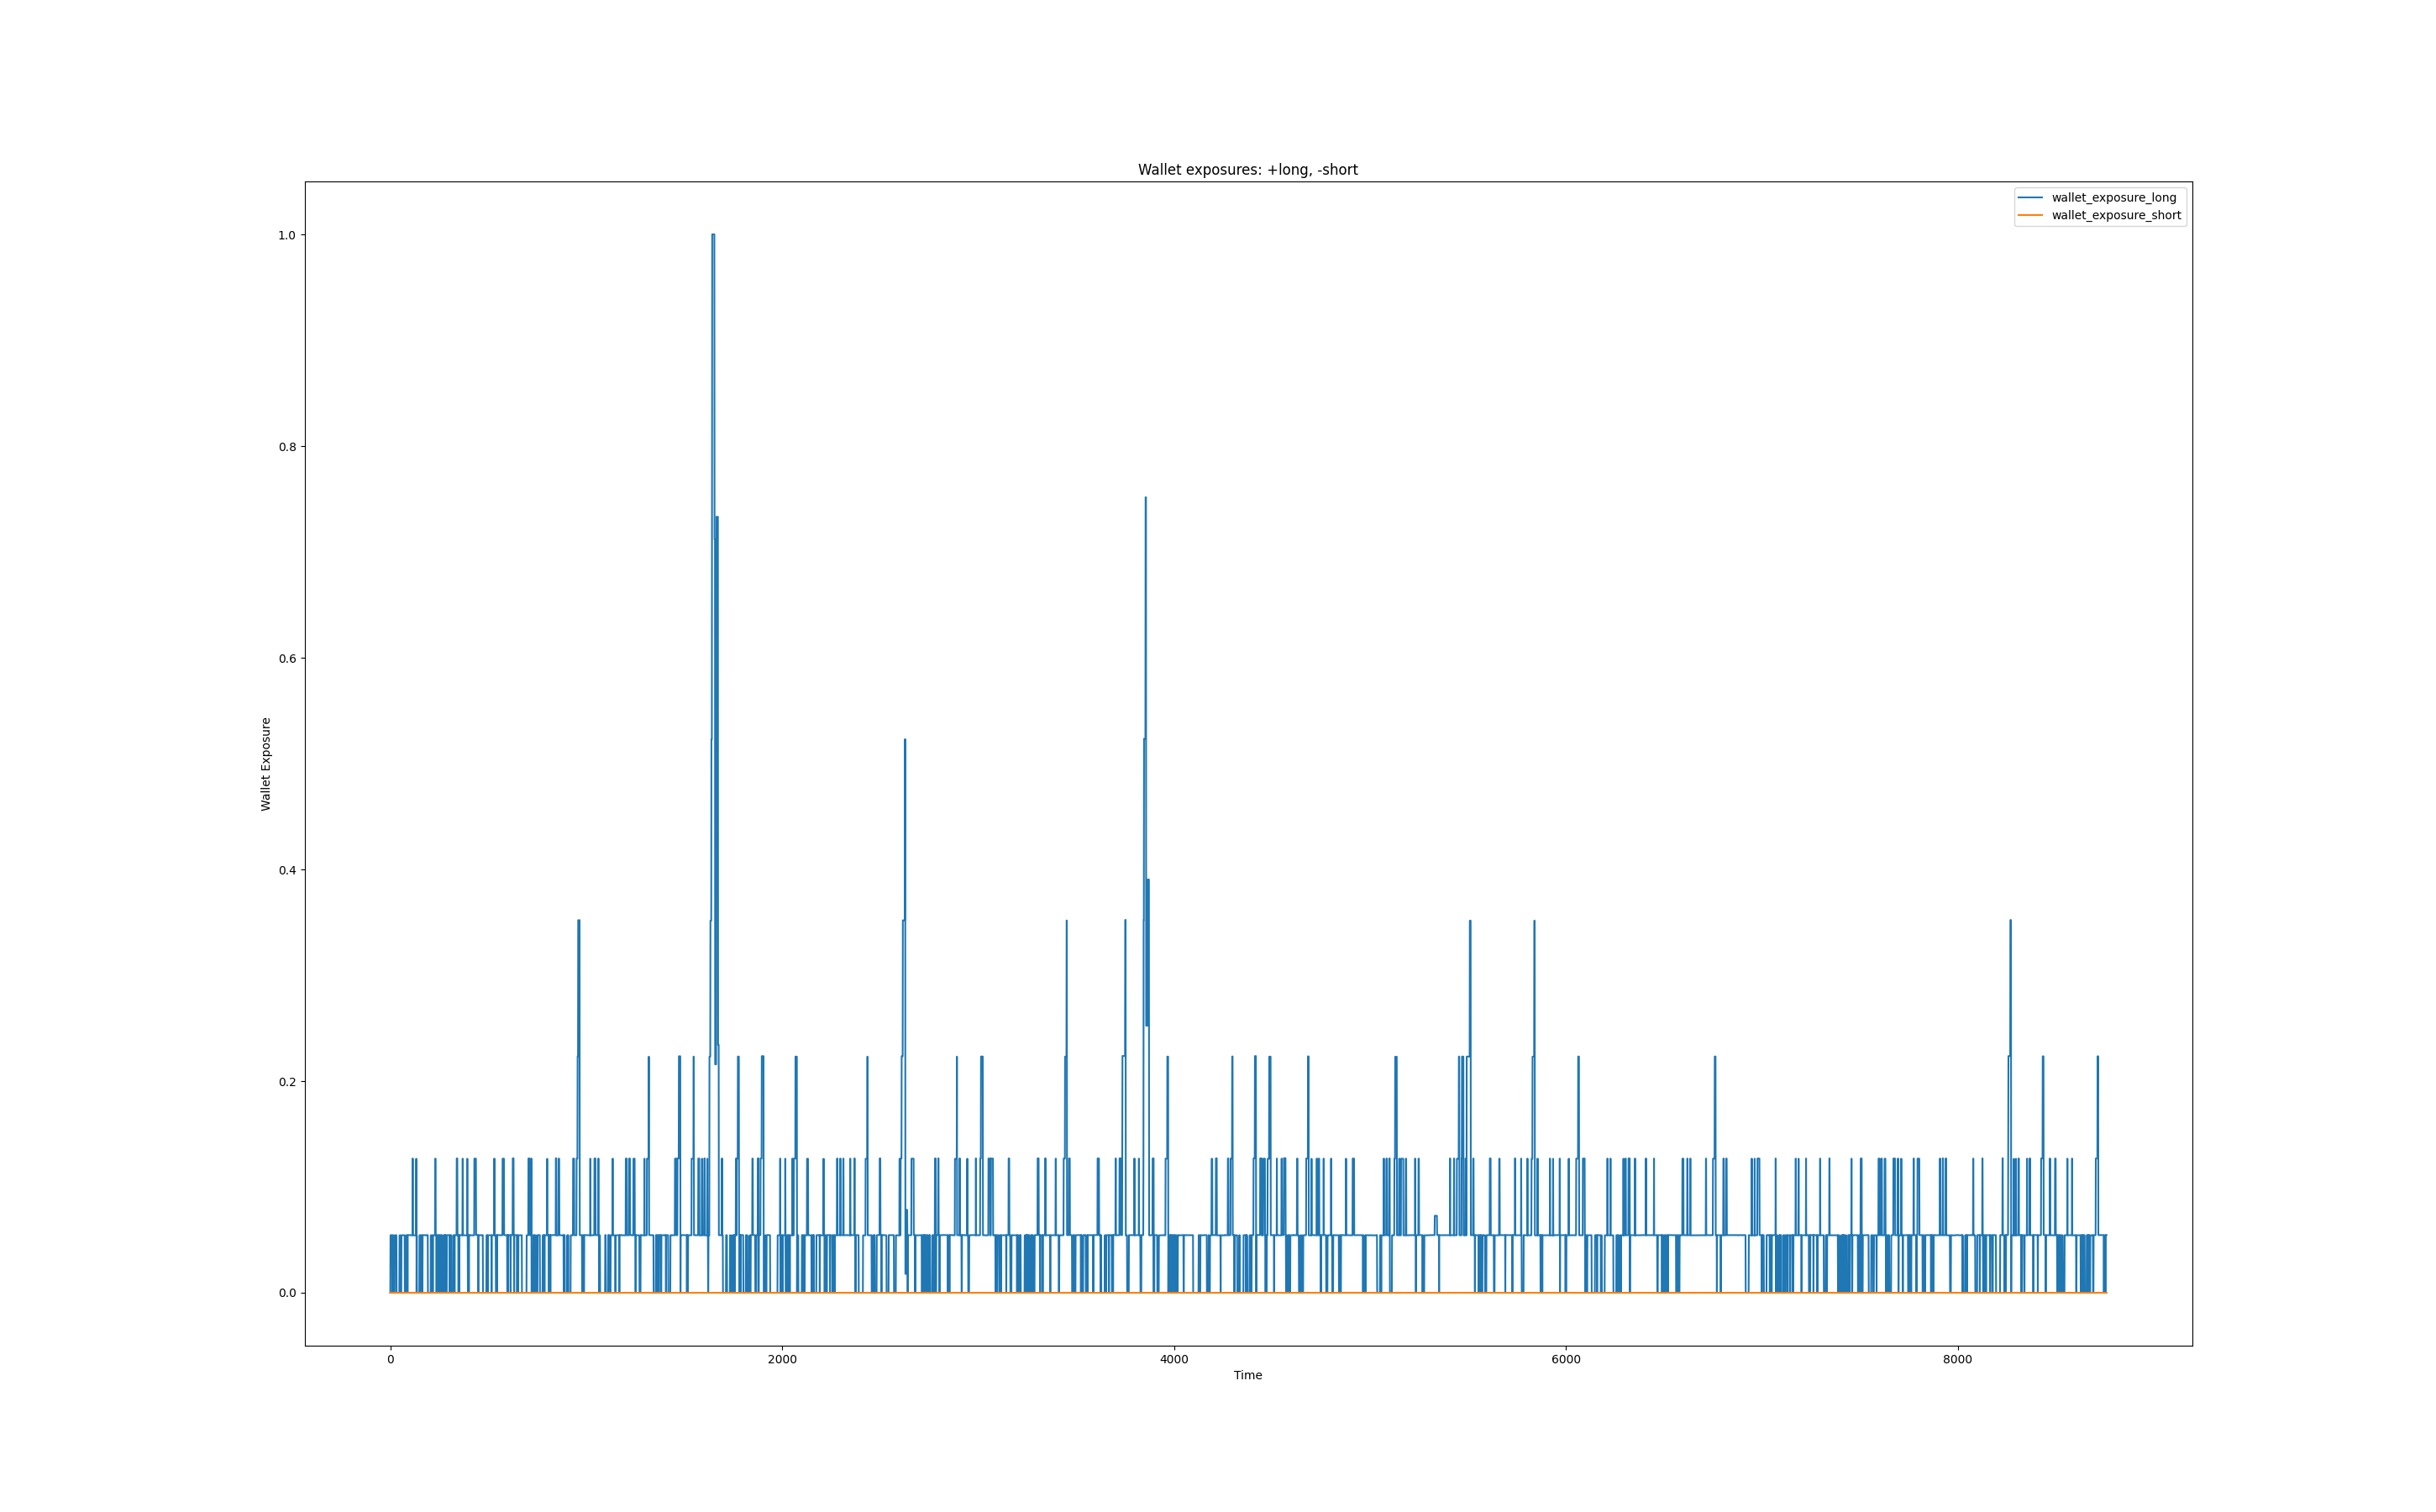 Wallet exposures: +long, -short
wallet_exposure_long
wallet_exposure_short
1.0
0.8
0.6
0.4
0.2
0.0
Wallet Exposure
0 2000 4000 6000 8000
Time